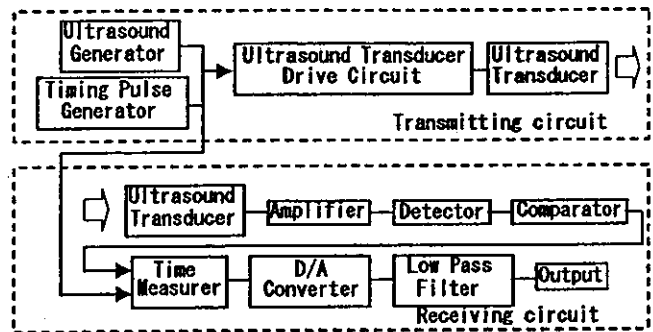 Ultrasound
Generator
Timing Pulse
Generator
Ultrasound Transducer
Drive Circuit
Ultrasound
Transducer
Transmitting circuit
Ultrasound
Transducer
Amplifier
Detector
Comparator
Time
Measurer
D/A
Converter
Low Pass
Filter
Output
Receiving circuit